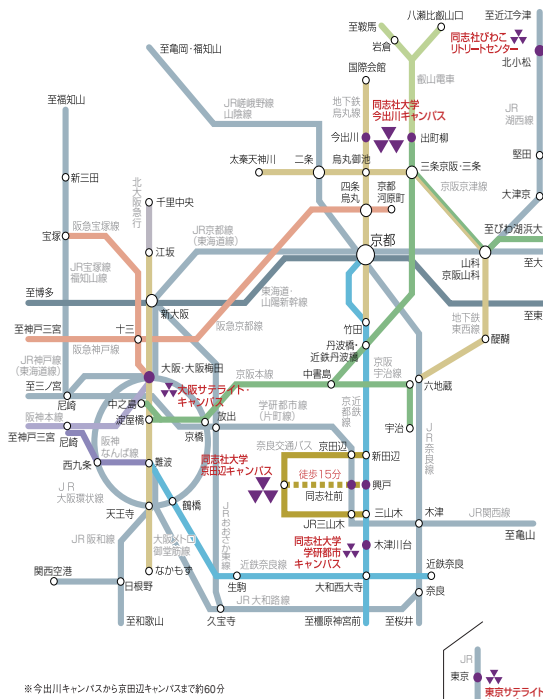 八瀬比叡山口
至近江今津
至鞍馬
岩倉
同志社びわこ
リトリートセンター
至亀岡・福知山
国際会館
北小松
叡山電車
至福知山
JR嵯峨野線
山陰線
地下鉄
烏丸線
同志社大学
今出川キャンパス
JR
湖西線
今出川
出町柳
堅田
太秦天神川
二条
烏丸御池
三条京阪・三条
新三田
北大阪急行
千里中央
四条
烏丸
京都
河原町
京阪京津線
大津京
阪急宝塚線
JR京都線
(東海道線)
京都
至びわ湖浜大
宝塚
江坂
山科
京阪山科
至大
JR宝塚線
福知山線
至博多
東海道・
山陽新幹線
新大阪
至東
地下鉄
東西線
至神戸三宮
十三
阪急京都線
竹田
阪急神戸線
丹波橋・
近鉄丹波橋
醍醐
JR神戸線
(東海道線)
大阪・大阪梅田
京阪本線
中書島
京阪
宇治線
六地蔵
至三ノ宮
尼崎
大阪サテライト・
キャンパス
中之島
放出
学研都市線
(片町線)
近鉄
京都線
宇治
阪神本線
淀屋橋
至神戸三宮
尼崎
阪神
なんば線
京橋
奈良交通バス
京田辺
JR奈良線
西九条
難波
同志社大学
京田辺キャンパス
新田辺
徒歩15分
興戸
JR
大阪環状線
鶴橋
同志社前
天王寺
JRおおさか東線
JR三山木
三山木
木津
JR関西線
至亀山
JR阪和線
大阪メトロ
御堂筋線
同志社大学
学研都市
キャンパス
木津川台
関西空港
なかもず
近鉄奈良線
近鉄奈良
日根野
生駒
大和西大寺
奈良
JR大和路線
至和歌山
久宝寺
至橿原神宮前
至桜井
JR
東京
東京サテライト
※今出川キャンパスから京田辺キャンパスまで約60分